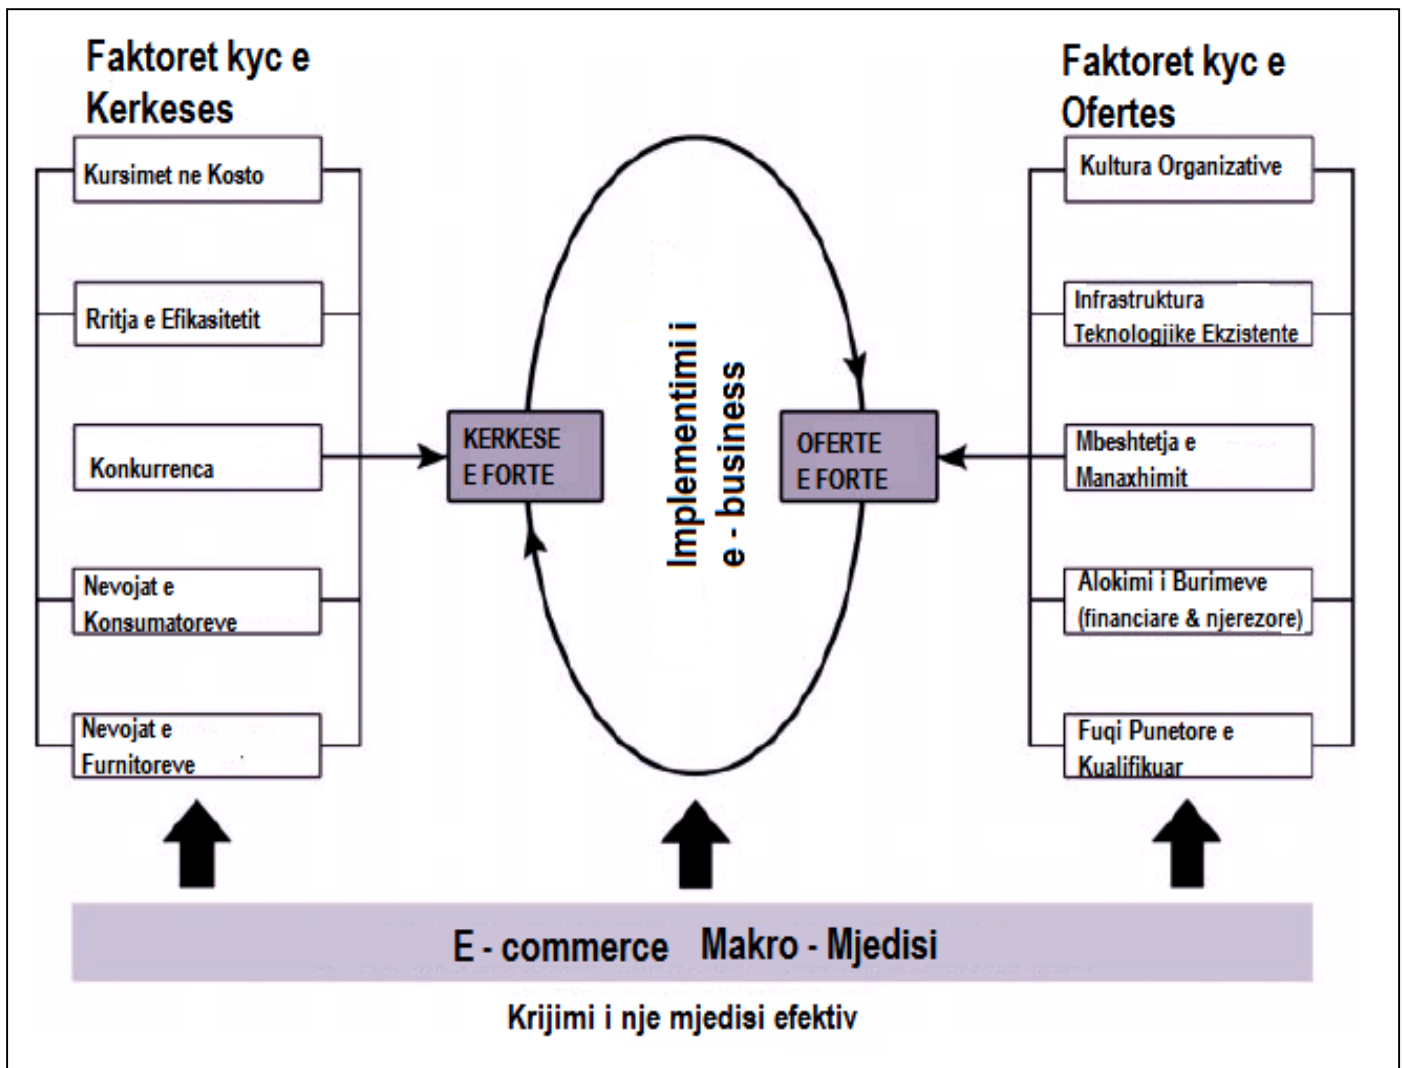 Faktoret kyc e
Kerkeses
Kursimet ne Kosto
Rritja e Efikasitetit
Konkurrenca
Nevojat e
Konsumatoreve
Nevojat e
Furnitoreve
KERKESE
E FORTE
Implementimi i
e - business
OFERTE
E FORTE
Faktoret kyc e
Ofertes
Kultura Organizative
Infrastruktura
Teknologjike Ekzistente
Mbeshtetja e
Manaxhimit
Alokimi i Burimeve
(financiare & njerezore)
Fuqi Punetore e
Kualifikuar
E - commerce Makro - Mjedisi
Krijimi i nje mjedisi efektiv